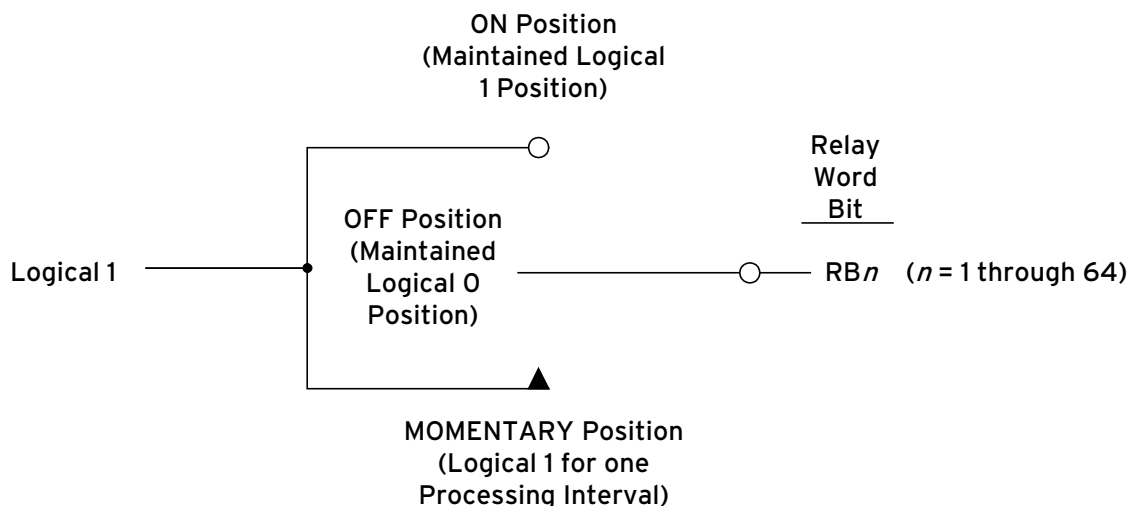 ON Position
(Maintained Logical
1 Position)
Relay
Word
Bit
OFF Position
(Maintained
Logical 0
Position)
Logical 1
RBn (n = 1 through 64)
MOMENTARY Position
(Logical 1 for one
Processing Interval)